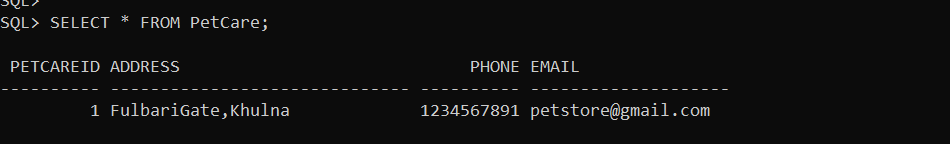 SQL>
SQL> SELECT * FROM PetCare;
PETCAREID ADDRESS PHONE EMAIL
---------- ------------------------------ ---------- --------------------
1 FulbariGate,Khulna 1234567891 petstore@gmail.com